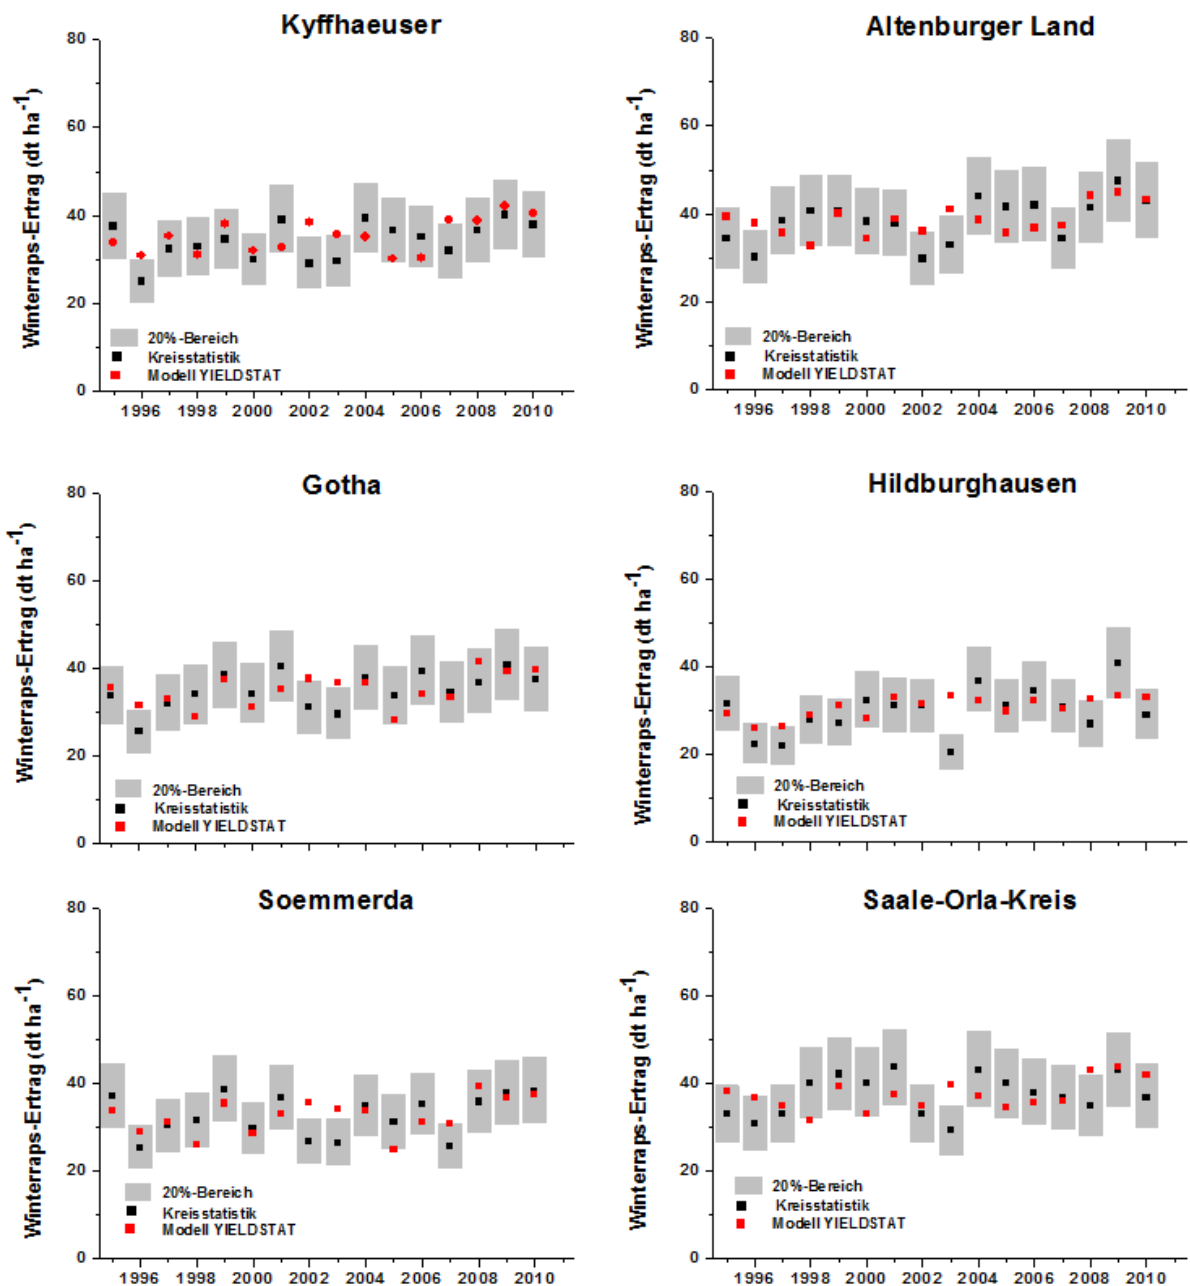 Kyffhaeuser
Winterraps-Ertrag (dt ha-1)
80
60
40
20
0
20%-Bereich
Kreisstatistik
Modell YIELDSTAT
1996 1998 2000 2002 2004 2006 2008 2010
Altenburger Land
Winterraps-Ertrag (dt ha-1)
80
60
40
20
0
20%-Bereich
Kreisstatistik
Modell YIELDSTAT
1996 1998 2000 2002 2004 2006 2008 2010
Gotha
Winterraps-Ertrag (dt ha-1)
80
60
40
20
0
20%-Bereich
Kreisstatistik
Modell YIELDSTAT
Hildburghausen
Winterraps-Ertrag (dt ha-1)
80
60
40
20
0
20%-Bereich
Kreisstatistik
Modell YIELDSTAT
Soemmerda
Winterraps-Ertrag (dt ha-1)
80
60
40
20
0
20%-Bereich
Kreisstatistik
Modell YIELDSTAT
1996 1998 2000 2002 2004 2006 2008 2010
Saale-Orla-Kreis
Winterraps-Ertrag (dt ha-1)
80
60
40
20
0
20%-Bereich
Kreisstatistik
Modell YIELDSTAT
1996 1998 2000 2002 2004 2006 2008 2010